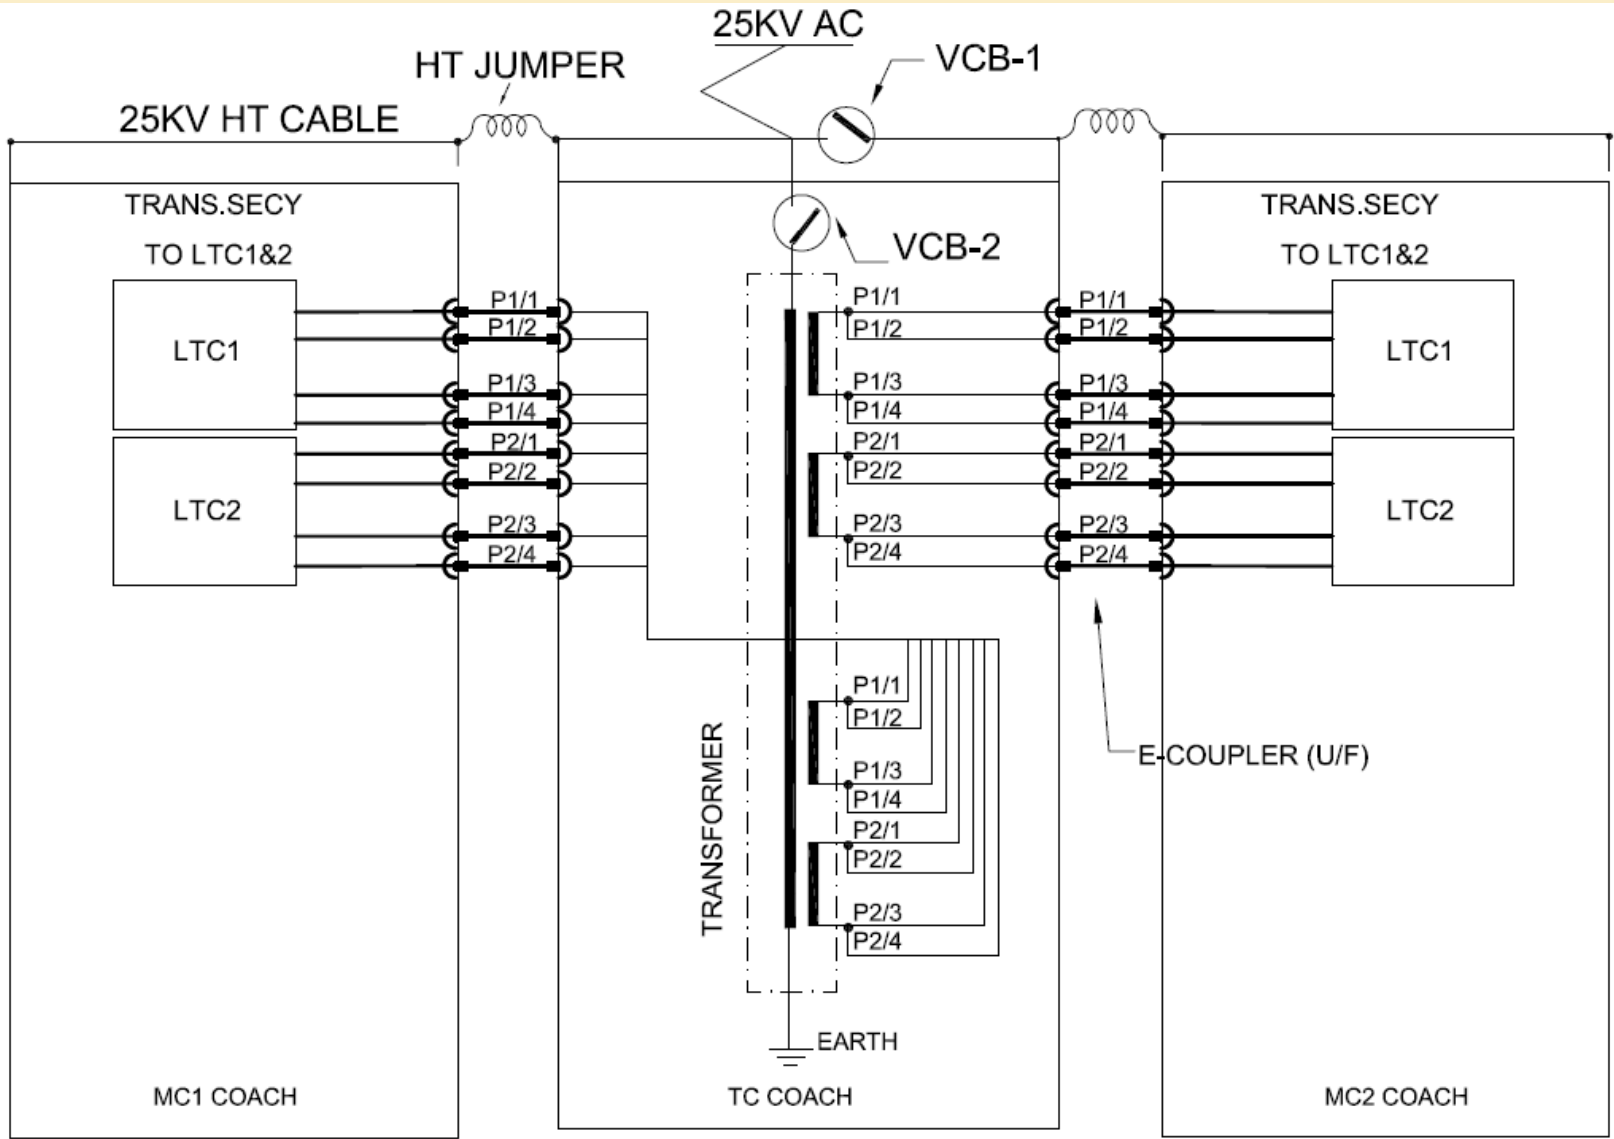 25KV AC
HT JUMPER
VCB-1
25KV HT CABLE
TRANS.SECY
TO LTC1&2
LTC1
LTC2
P1/1
P1/2
P1/3
P1/4
P2/1
P2/2
P2/3
P2/4
VCB-2
P1/1
P1/2
P1/3
P1/4
P2/1
P2/2
P2/3
P2/4
P1/1
P1/2
P1/3
P1/4
P2/1
P2/2
P2/3
P2/4
TRANS.SECY
TO LTC1&2
LTC1
LTC2
TRANSFORMER
P1/1
P1/2
P1/3
P1/4
P2/1
P2/2
P2/3
P2/4
E-COUPLER (U/F)
EARTH
MC1 COACH
TC COACH
MC2 COACH